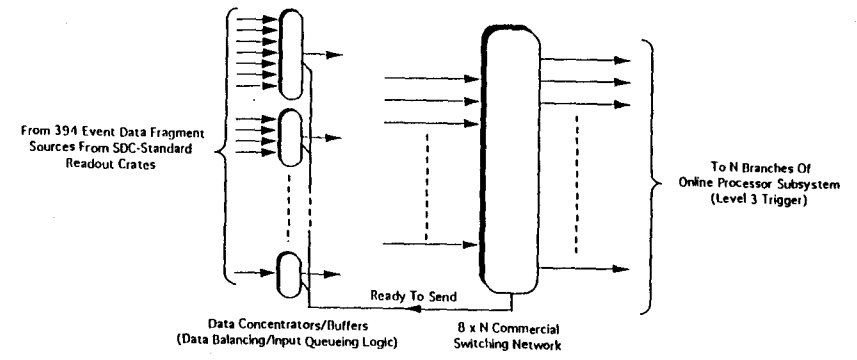 From 394 Event Data Fragment
Sources From SDC-Standard
Readout Crates
To N Branches Of
Online Processor Subsystem
(Level 3 Trigger)
Ready To Send
Data Concentrators/Buffers
(Data Balancing/Input Queueing Logic)
8 x N Commercial
Switching Network